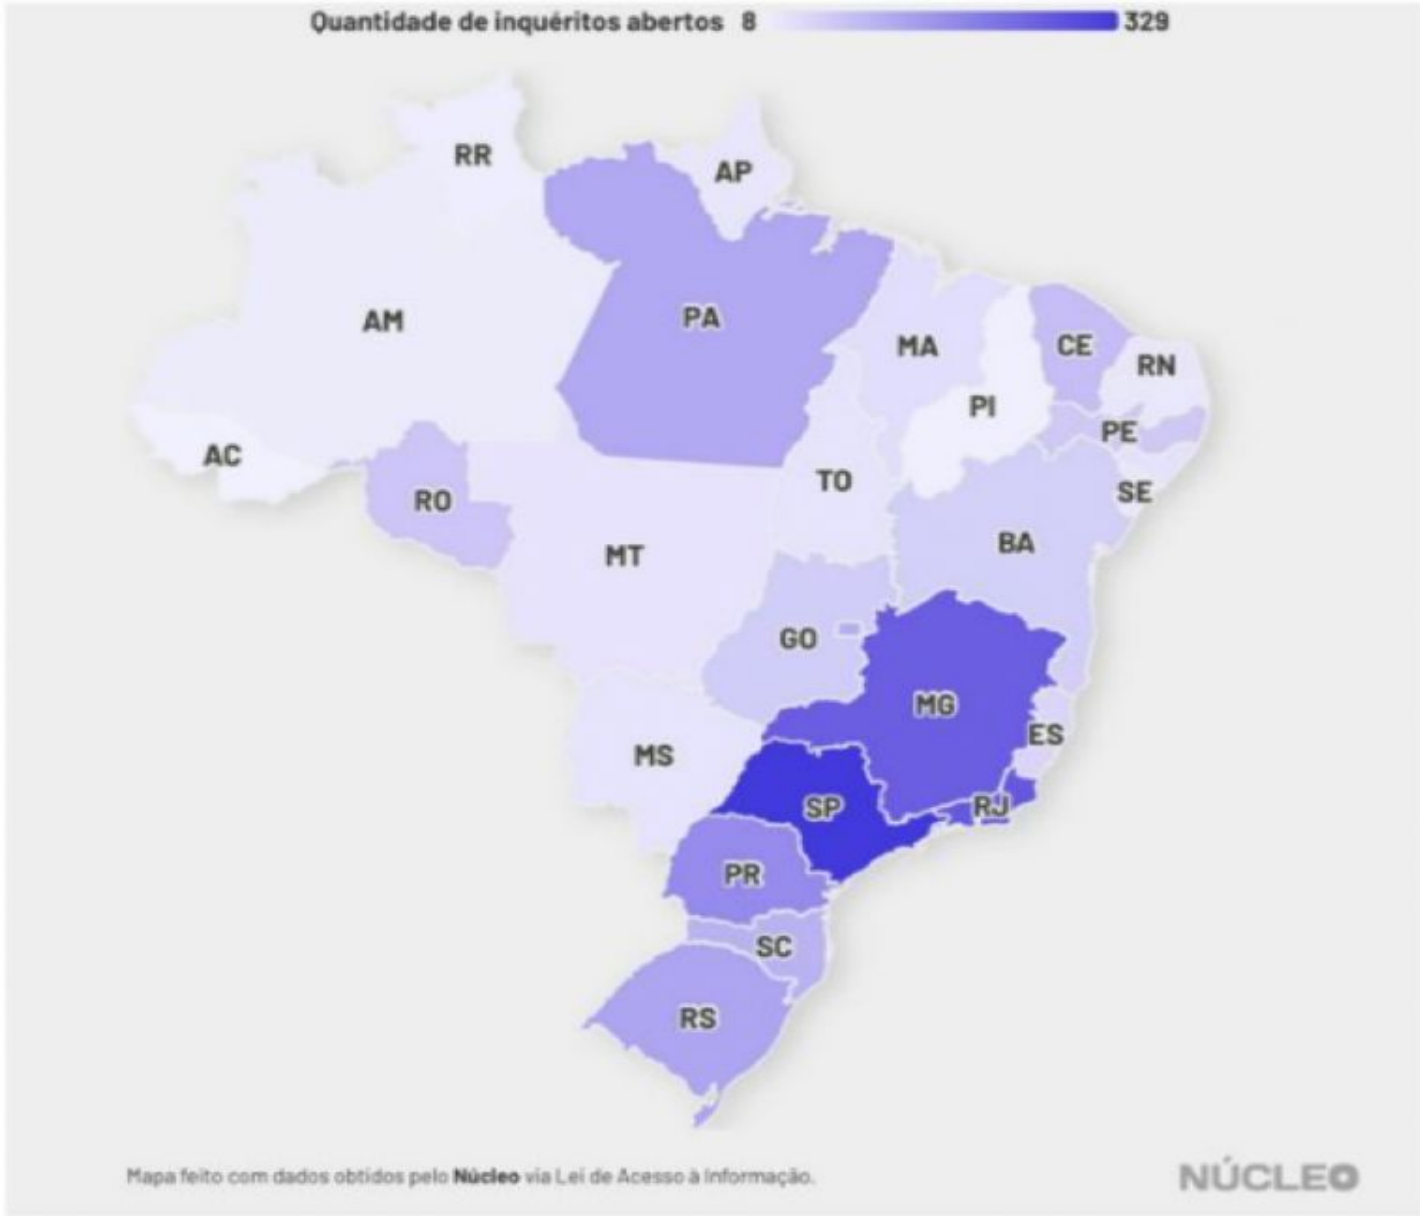 Quantidade de inquéritos abertos 8 329
RR
AP
AM
PA
MA
CE
RN
PI
PE
AC
TO
SE
RO
BA
MT
GO
MG
ES
MS
SP
RJ
PR
SC
RS
Mapa feito com dados obtidos pelo Núcleo via Lei de Acesso à Informação.
NÚCLEO